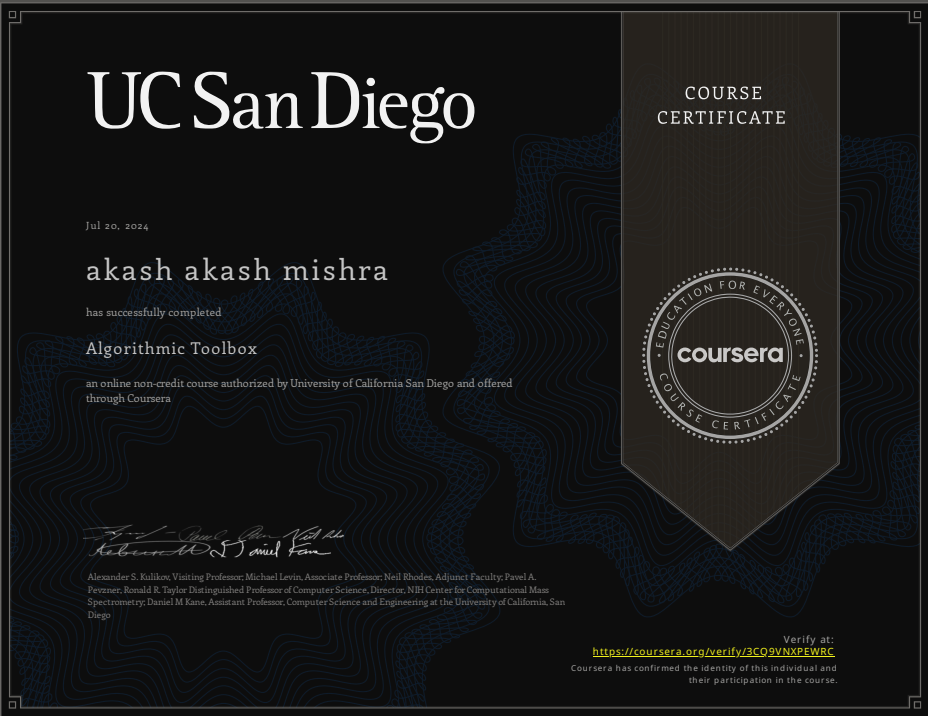 UC San Diego
COURSE
CERTIFICATE
Jul 20, 2024
akash akash mishra
has successfully completed
Algorithmic Toolbox
an online non-credit course authorized by University of California San Diego and offered
through Coursera
EDUCATION FOR EVERYONE
coursera
COURSE CERTIFICATE
Alexander S. Kulikov, Visiting Professor; Michael Levin, Associate Professor; Neil Rhodes, Adjunct Faculty; Pavel A.
Pevzner, Ronald R. Taylor Distinguished Professor of Computer Science, Director, NIH Center for Computational Mass
Spectrometry; Daniel M Kane, Assistant Professor, Computer Science and Engineering at the University of California, San
Diego
Verify at:
https://coursera.org/verify/3CQ9VNXPEWRC
Coursera has confirmed the identity of this individual and
their participation in the course.